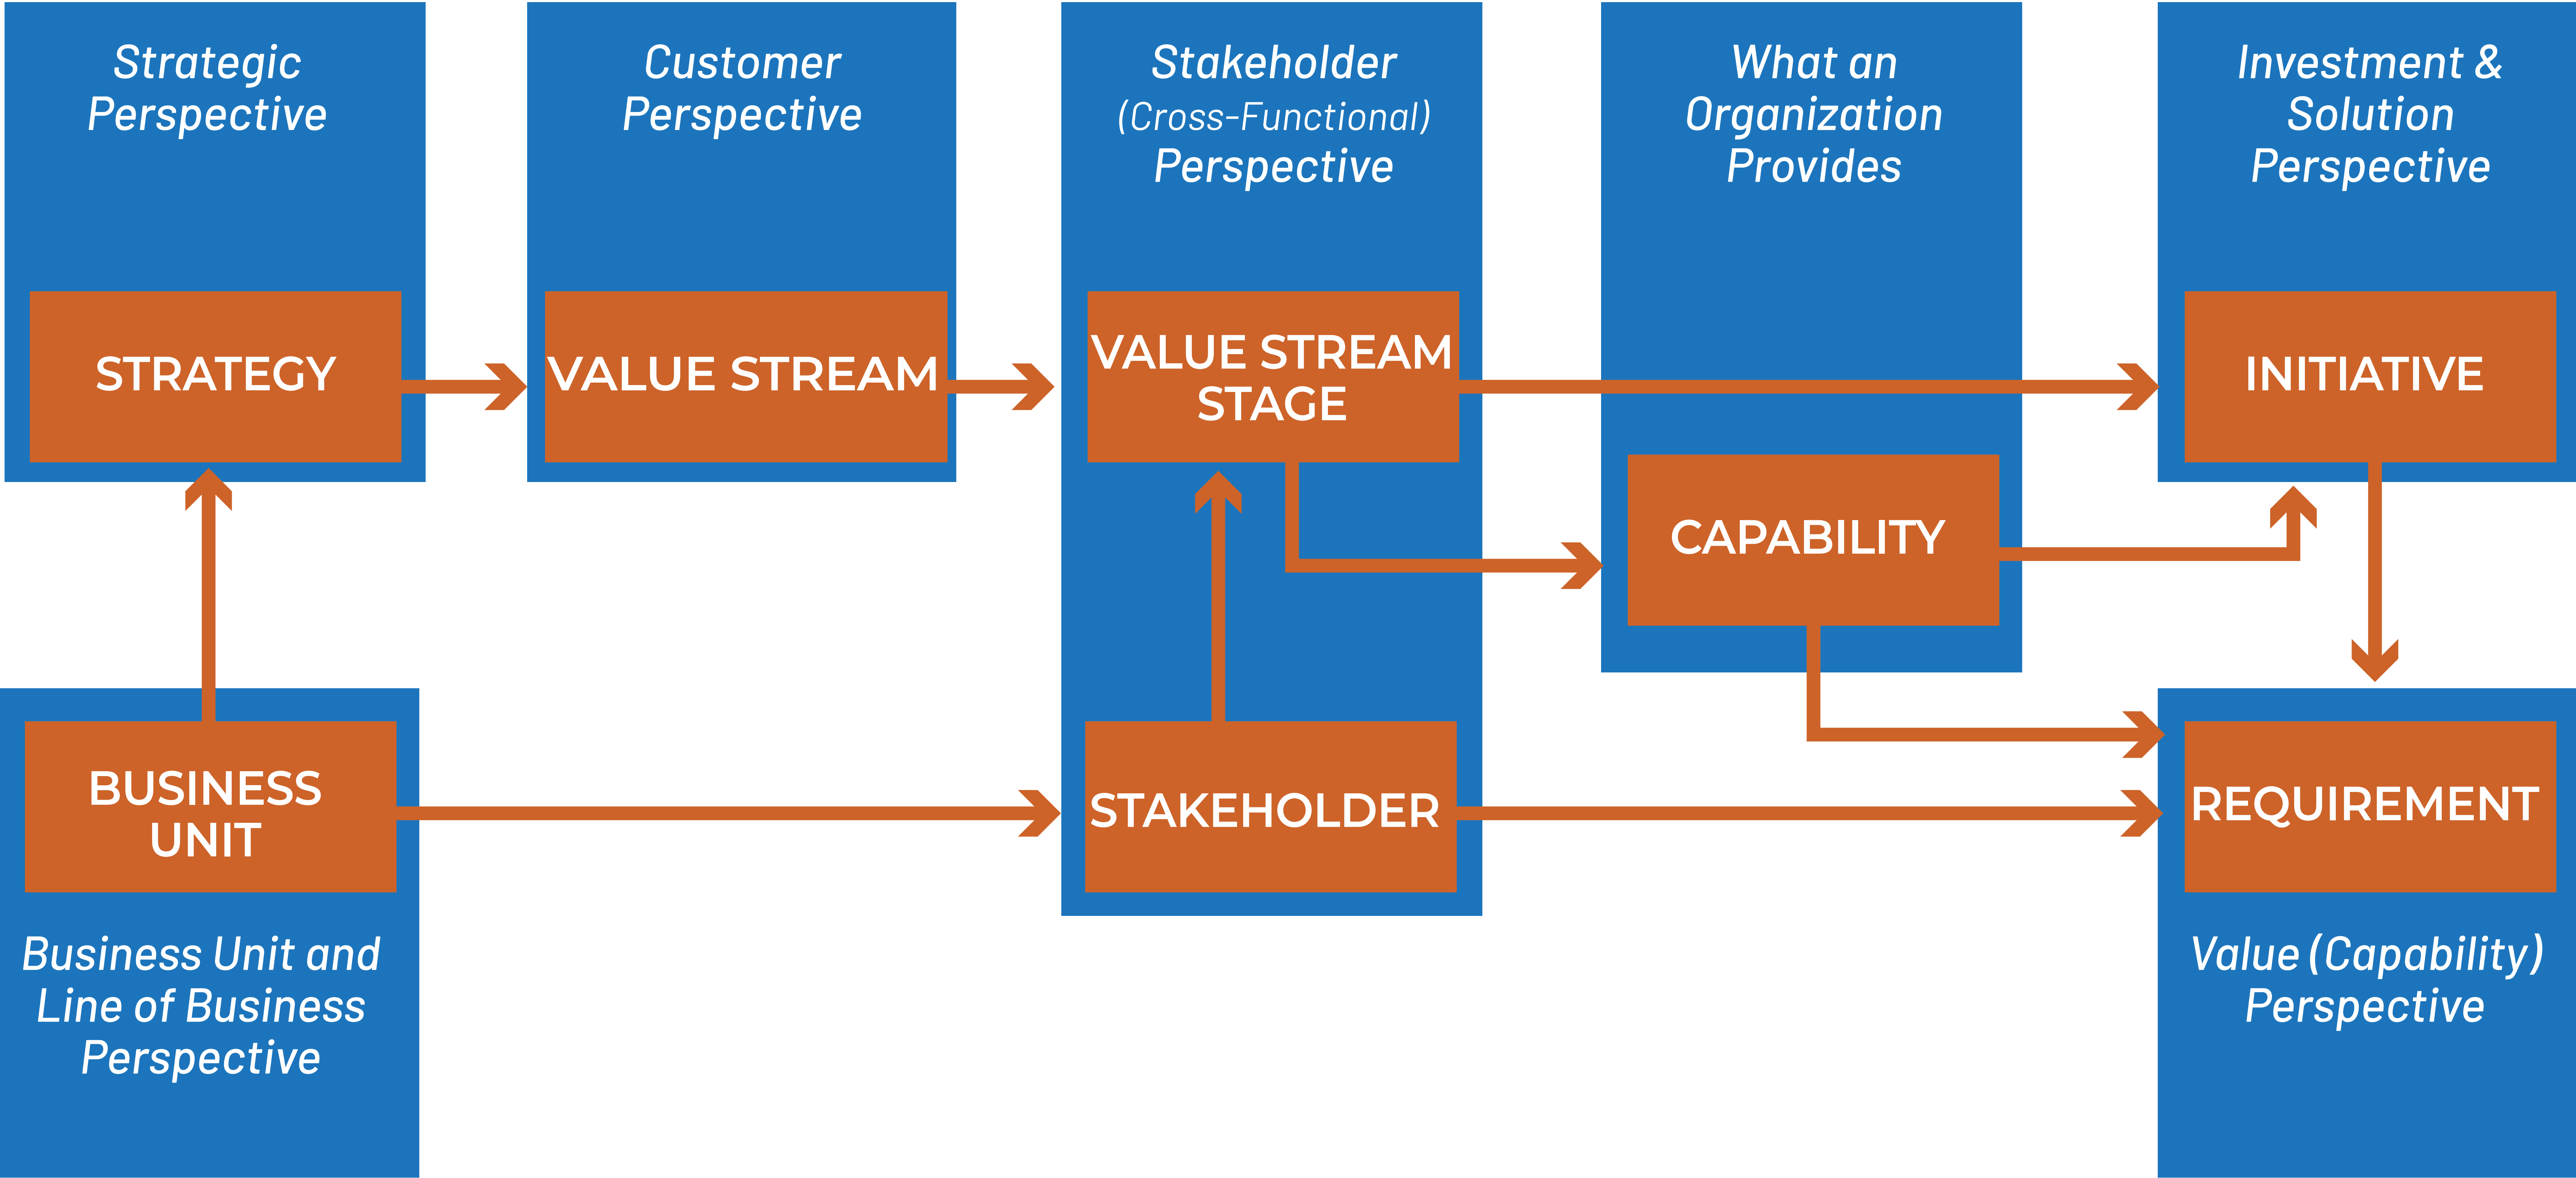 Strategic
Perspective
Customer
Perspective
Stakeholder
(Cross-Functional)
Perspective
What an
Organization
Provides
Investment &
Solution
Perspective
STRATEGY
VALUE STREAM
VALUE STREAM
STAGE
INITIATIVE
CAPABILITY
BUSINESS
UNIT
STAKEHOLDER
REQUIREMENT
Business Unit and
Line of Business
Perspective
Value (Capability)
Perspective